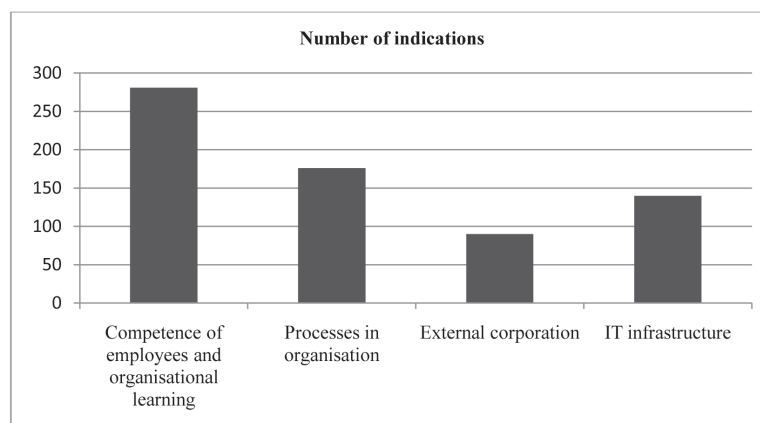 Number of indications
300
250
200
150
100
50
0
Competence of
employees and
organisational
learning
Processes in
organisation
External corporation
IT infrastructure